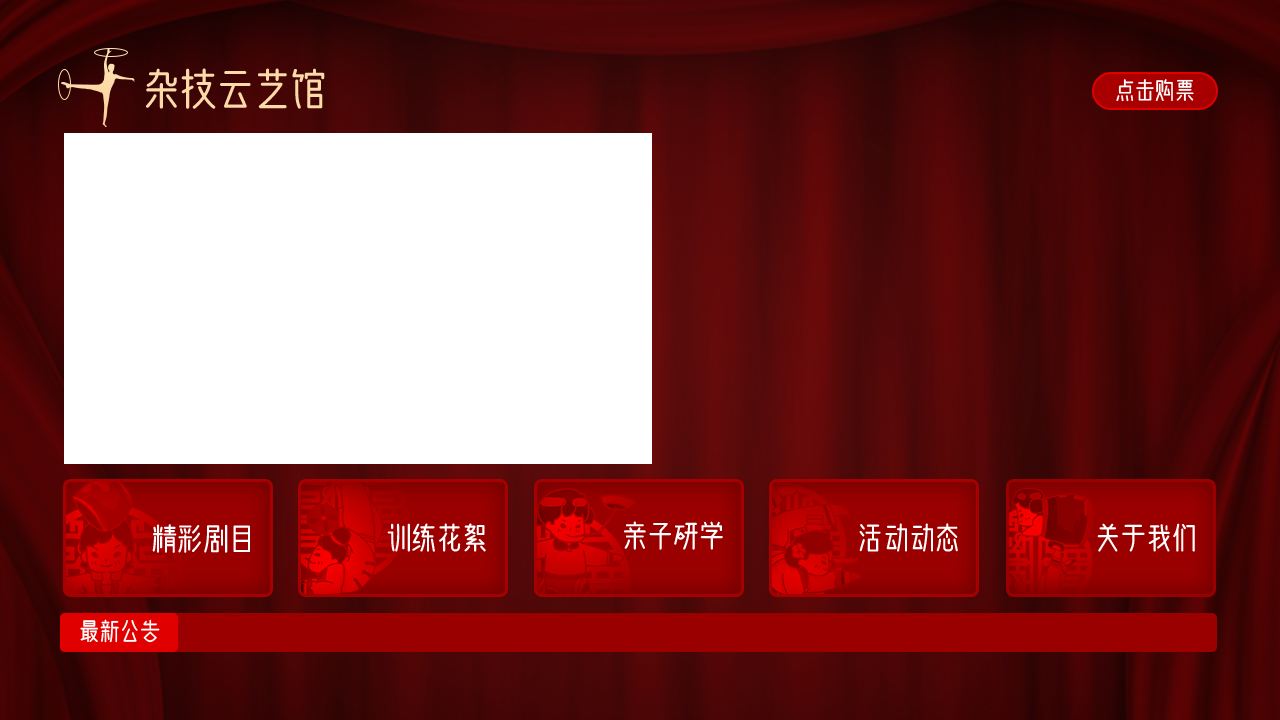 杂技云艺馆
点击购票
精彩剧目
训练花絮
亲子研学
活动动态
关于我们
最新公告